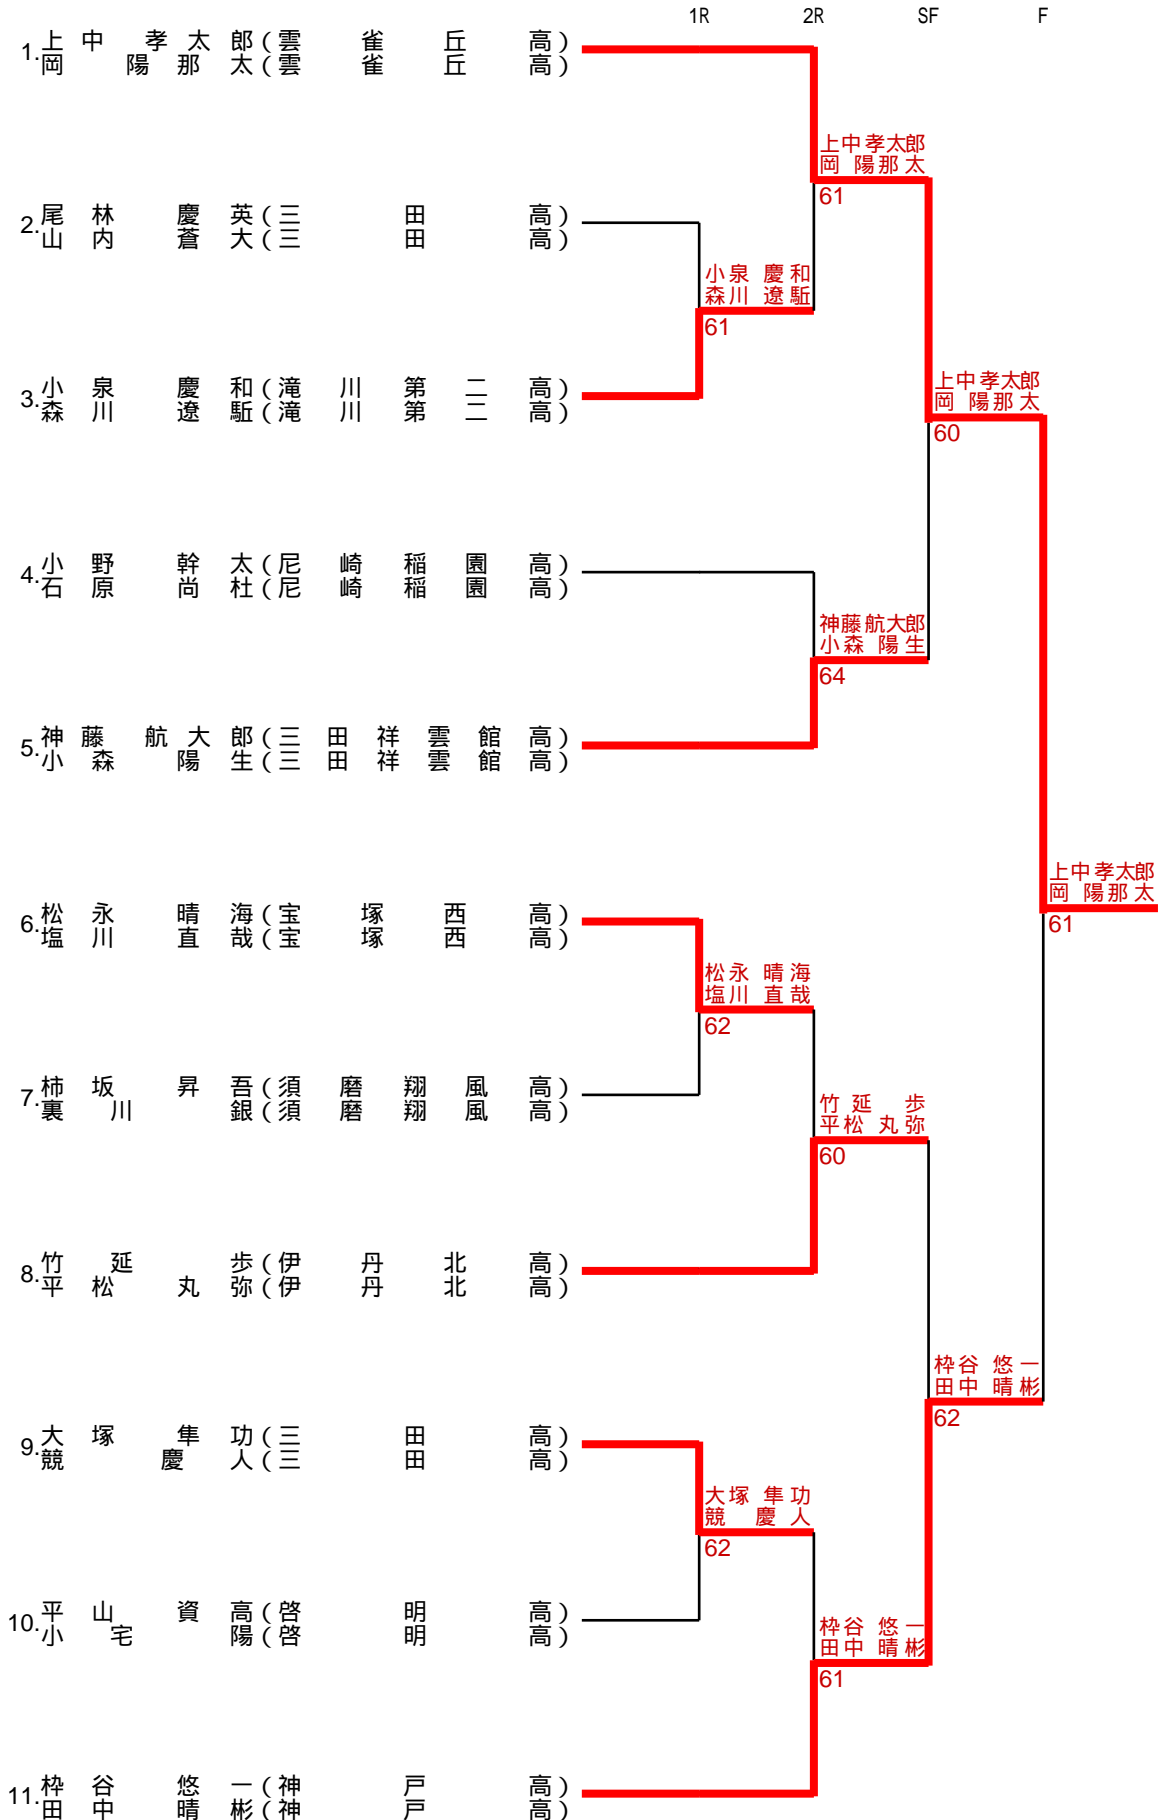 1R 2R SF F
1.上中 孝太郎(雲雀丘高)
岡 陽那太(雲雀丘高)
上中 孝太郎
岡 陽那太
61
2.尾林 慶英(三田高)
山内 蒼大(三田高)
小泉 慶和
森川 遼駈
61
3.小泉 慶和(滝川第二高)
森川 遼駈(滝川第二高)
上中 孝太郎
岡 陽那太
60
4.小野 幹太(尼崎稲園高)
石原 尚杜(尼崎稲園高)
神藤 航大郎
小森 陽生
64
5.神藤 航大郎(三田祥雲館高)
小森 陽生(三田祥雲館高)
上中 孝太郎
岡 陽那太
61
6.松永 晴海(宝塚西高)
塩川 直哉(宝塚西高)
松永 晴海
塩川 直哉
62
7.柿坂 昇吾(須磨翔風高)
裏川 銀(須磨翔風高)
竹延 歩
平松 丸弥
60
8.竹延 歩(伊丹北高)
平松 丸弥(伊丹北高)
枠谷 悠一
田中 晴彬
62
9.大塚 隼功(三田高)
競 慶人(三田高)
大塚 隼功
競 慶人
62
10.平山 資高(啓明高)
小宅 陽(啓明高)
枠谷 悠一
田中 晴彬
61
11.枠谷 悠一(神戸高)
田中 晴彬(神戸高)